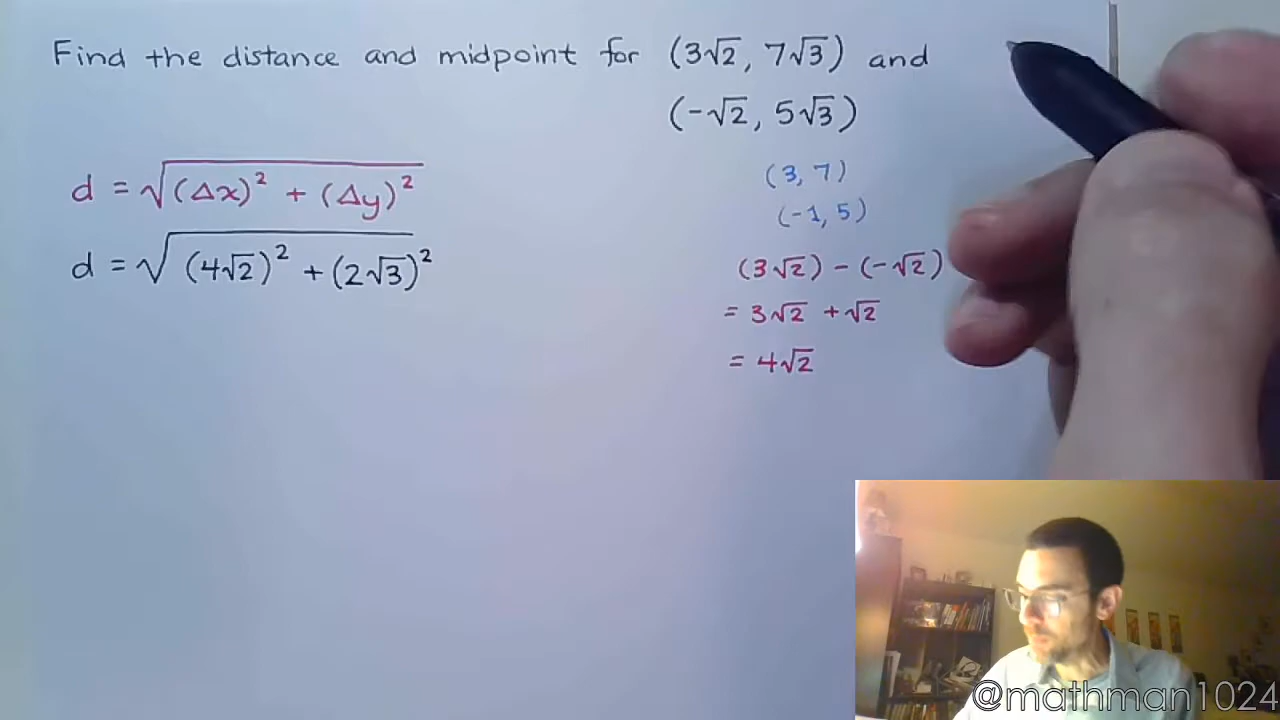 Find the distance and midpoint for (3√2, 7√3) and
(-√2, 5√3)
d = √(Δx)² + (Δy)²
d = √(4√2)² + (2√3)²
(3, 7)
(-1, 5)
(3√2) - (-√2)
= 3√2 + √2
= 4√2
@mathman1024